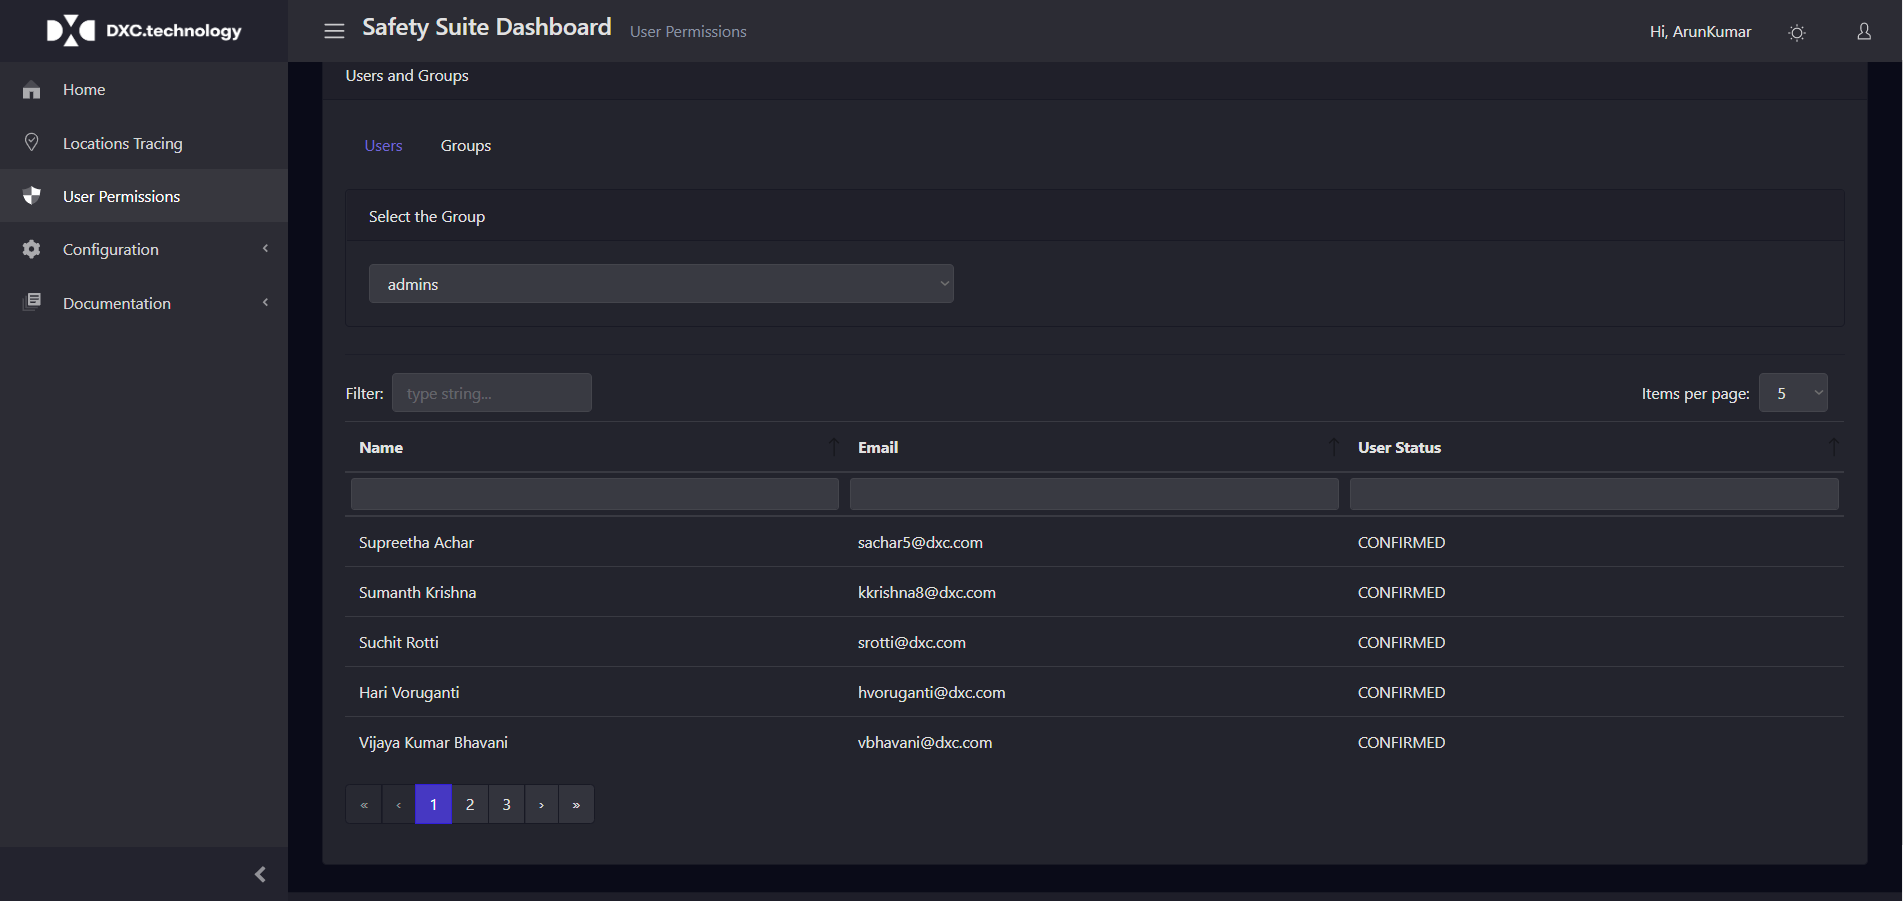 DXC.technology
Safety Suite Dashboard User Permissions
Hi, ArunKumar
Home
Locations Tracing
User Permissions
Configuration
Documentation
Users and Groups
Users Groups
Select the Group
admins
Filter: type string... Items per page: 5
Name Email User Status
Supreetha Achar sachar5@dxc.com CONFIRMED
Sumanth Krishna kkrishna8@dxc.com CONFIRMED
Suchit Rotti srotti@dxc.com CONFIRMED
Hari Voruganti hvoruganti@dxc.com CONFIRMED
Vijaya Kumar Bhavani vbhavani@dxc.com CONFIRMED
« ‹ 1 2 3 › »